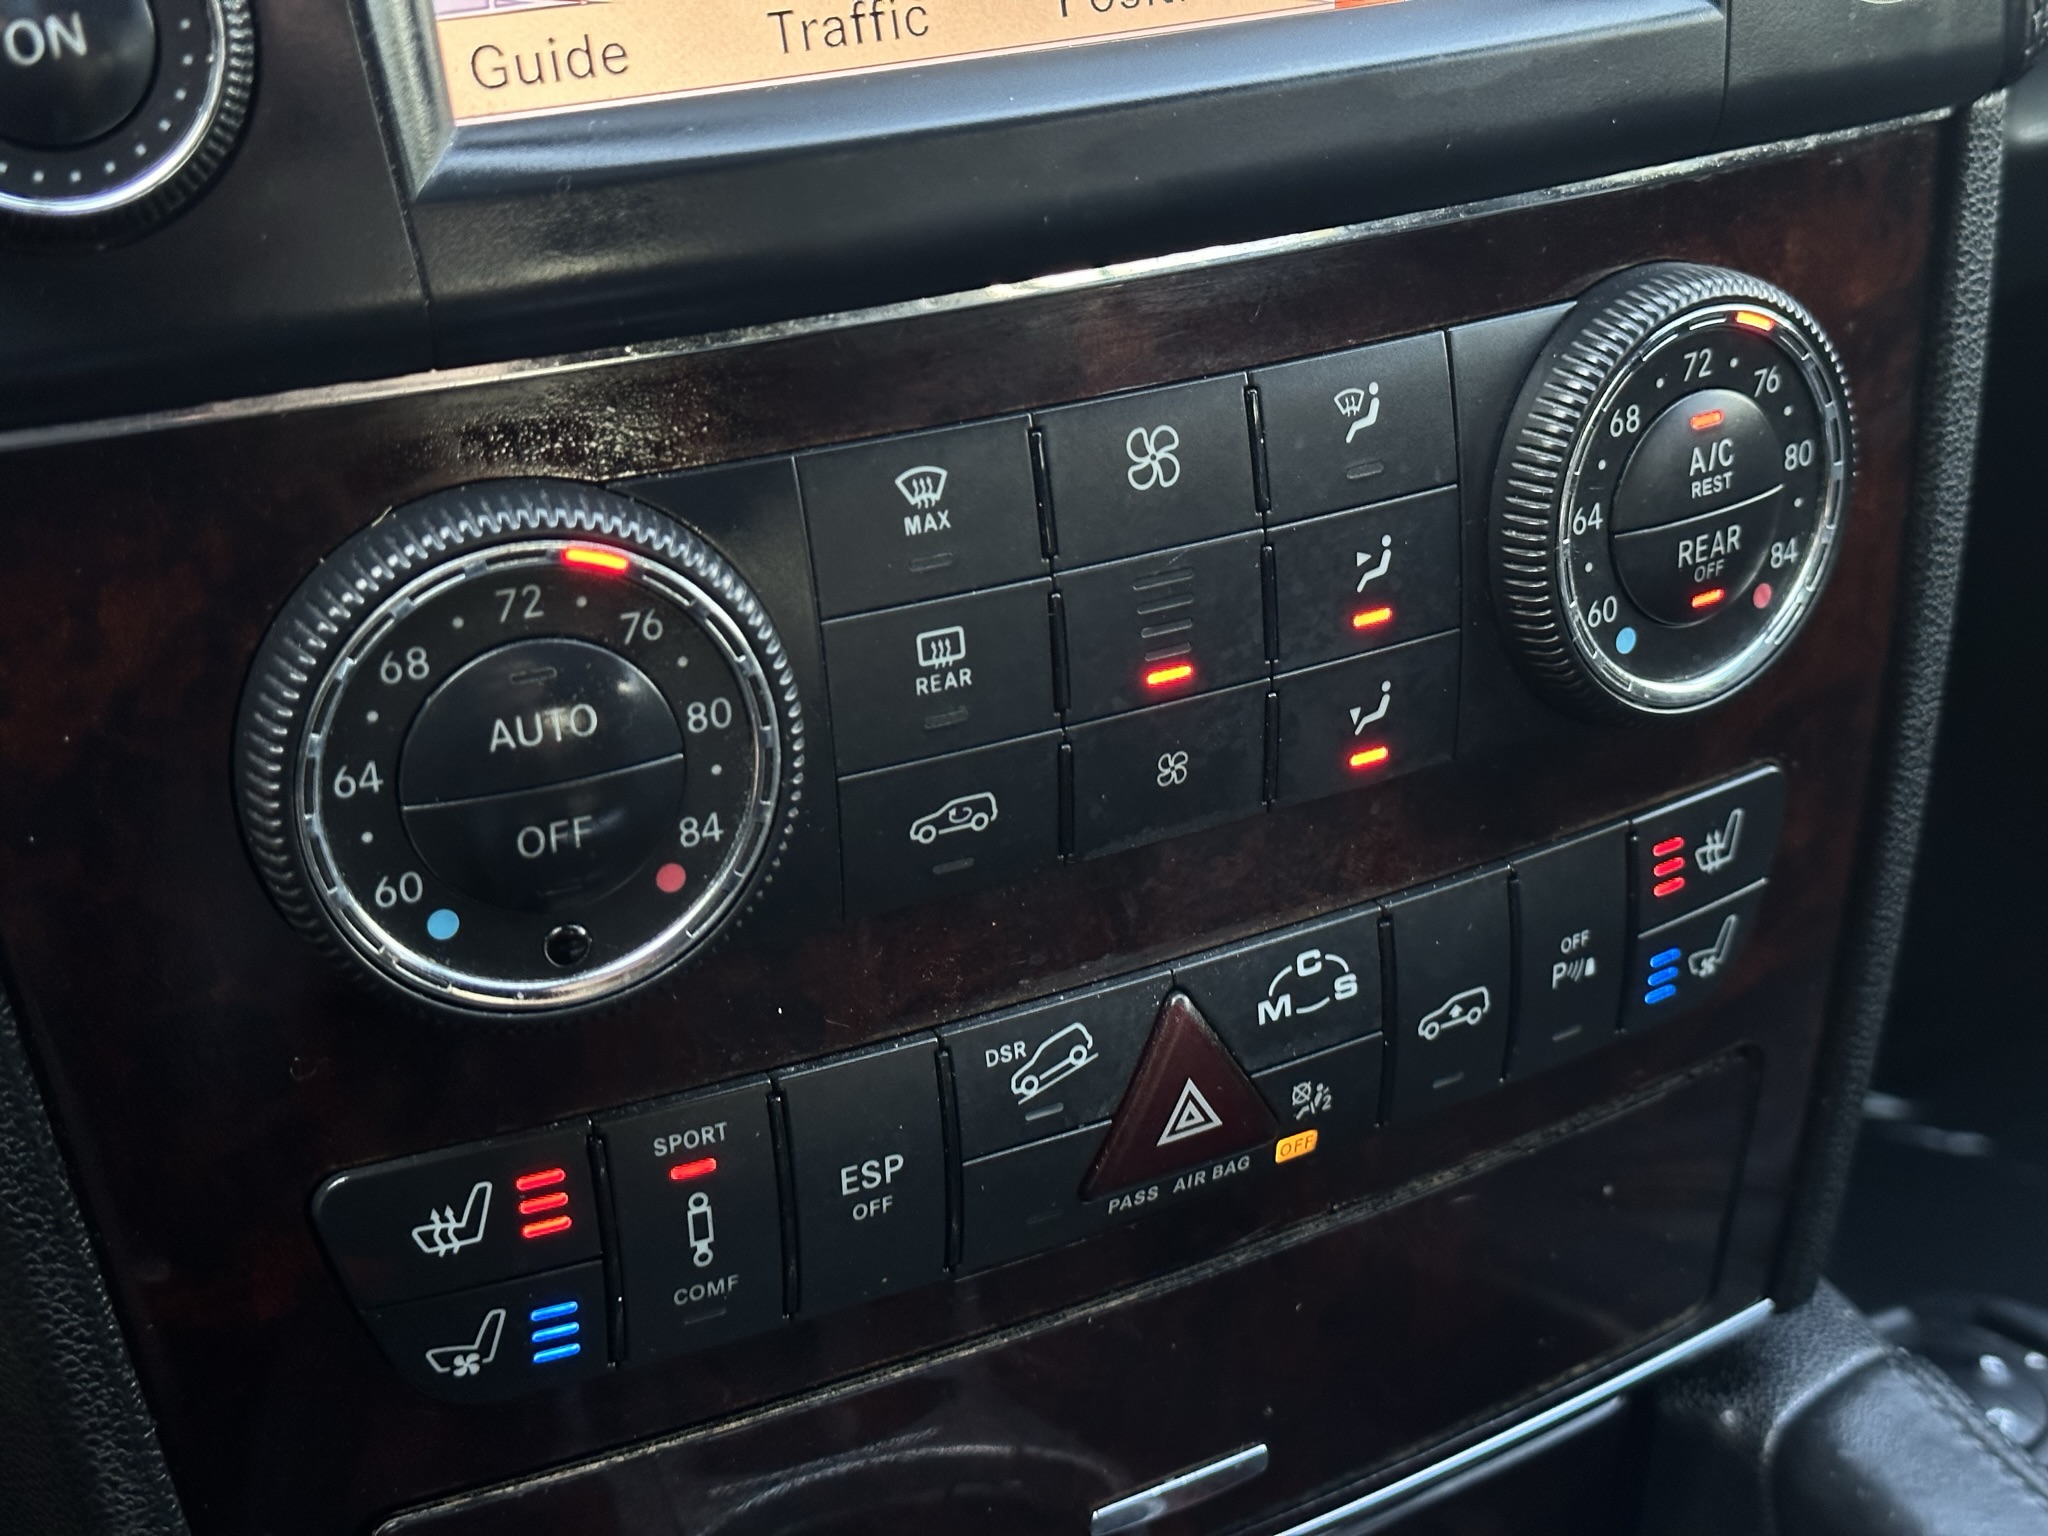 ON
Guide
Traffic
MAX
REAR
72
76
68
80
64
84
60
AUTO
OFF
72
76
68
80
64
84
60
A/C
REST
REAR
OFF
SPORT
COMF
ESP
OFF
DSR
C
M S
2
OFF
PASS AIR BAG
OFF
P